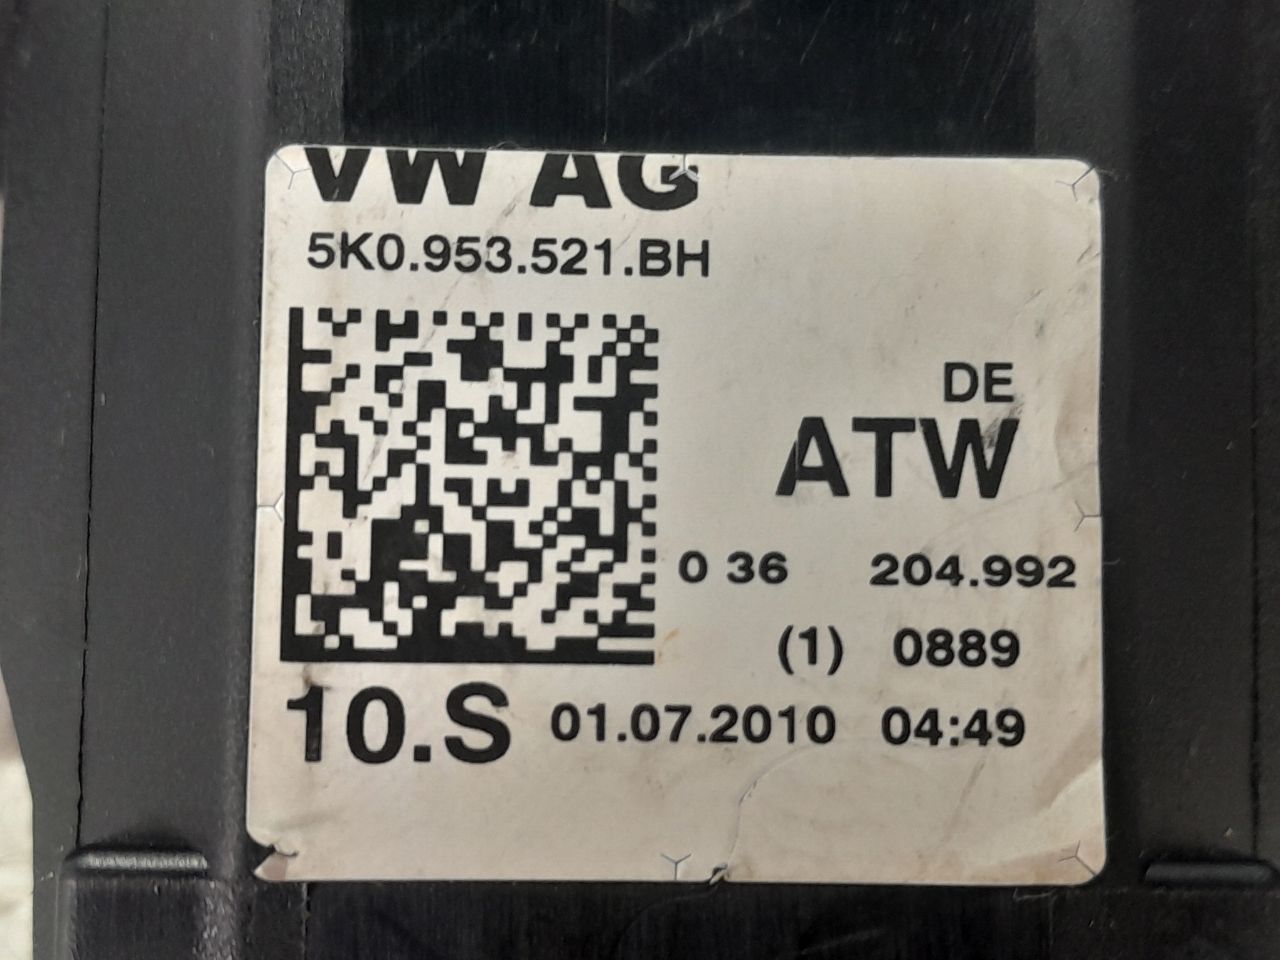 VW AG
5K0.953.521.BH
DE
ATW
0 36 204.992
(1) 0889
10.S 01.07.2010 04:49